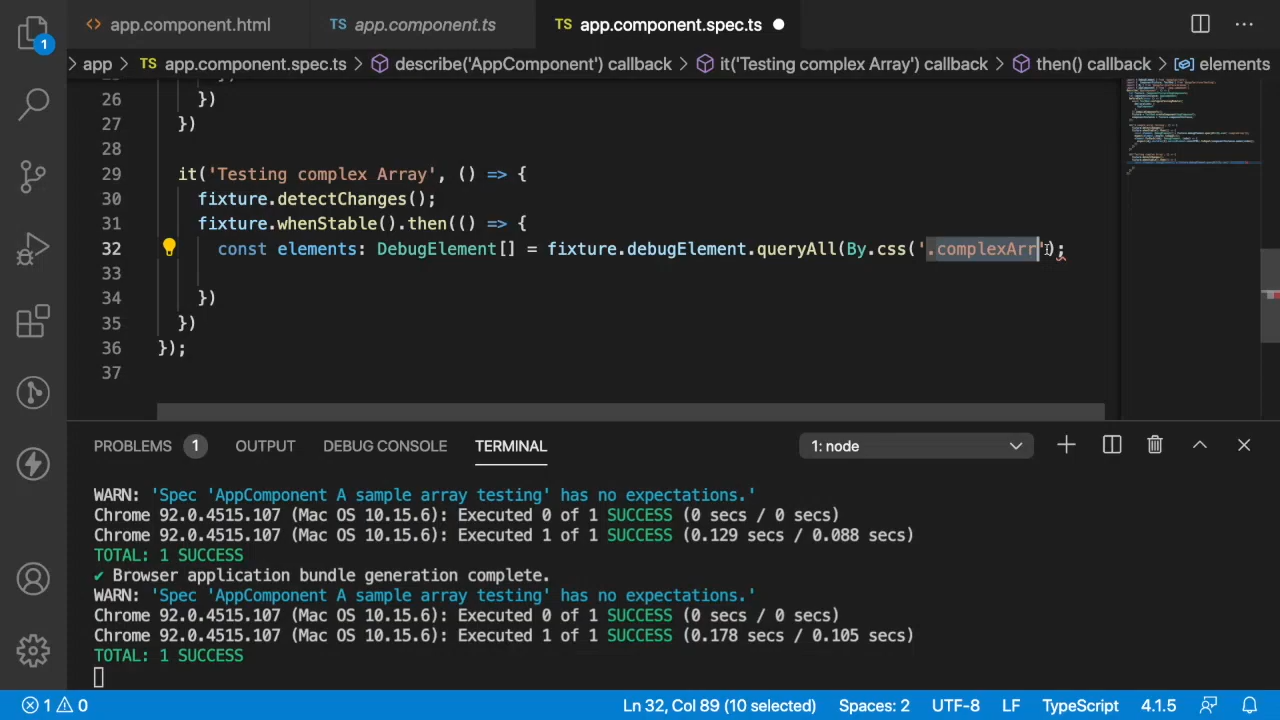 app.component.html
TS app.component.ts
TS app.component.spec.ts
1
app
TS app.component.spec.ts
describe('AppComponent') callback
it('Testing complex Array') callback
then() callback
elements
26 })
27 })
28
29 it('Testing complex Array', () => {
30 fixture.detectChanges();
31 fixture.whenStable().then(() => {
32 const elements: DebugElement[] = fixture.debugElement.queryAll(By.css('.complexArr');
33
34 })
35 })
36 });
37
PROBLEMS 1 OUTPUT DEBUG CONSOLE TERMINAL 1: node
WARN: 'Spec 'AppComponent A sample array testing' has no expectations.'
Chrome 92.0.4515.107 (Mac OS 10.15.6): Executed 0 of 1 SUCCESS (0 secs / 0 secs)
Chrome 92.0.4515.107 (Mac OS 10.15.6): Executed 1 of 1 SUCCESS (0.129 secs / 0.088 secs)
TOTAL: 1 SUCCESS
✔ Browser application bundle generation complete.
WARN: 'Spec 'AppComponent A sample array testing' has no expectations.'
Chrome 92.0.4515.107 (Mac OS 10.15.6): Executed 0 of 1 SUCCESS (0 secs / 0 secs)
Chrome 92.0.4515.107 (Mac OS 10.15.6): Executed 1 of 1 SUCCESS (0.178 secs / 0.105 secs)
TOTAL: 1 SUCCESS
1 0 Ln 32, Col 89 (10 selected) Spaces: 2 UTF-8 LF TypeScript 4.1.5